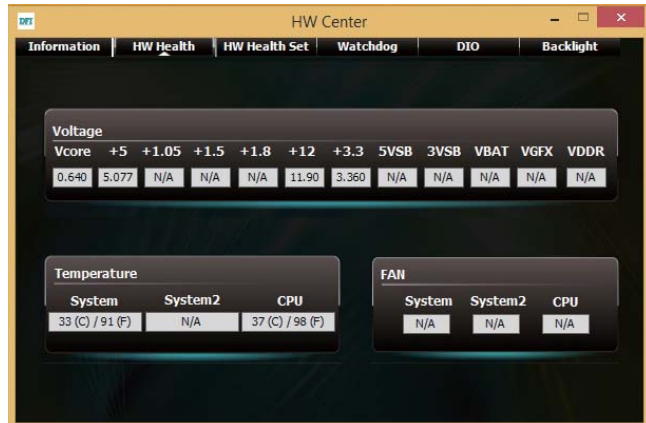 DFI HW Center
Information HW Health HW Health Set Watchdog DIO Backlight
Voltage
Vcore +5 +1.05 +1.5 +1.8 +12 +3.3 5VSB 3VSB VBAT VGFX VDDR
0.640 5.077 N/A N/A N/A 11.90 3.360 N/A N/A N/A N/A N/A
Temperature
System System2 CPU
33 (C) / 91 (F) N/A 37 (C) / 98 (F)
FAN
System System2 CPU
N/A N/A N/A